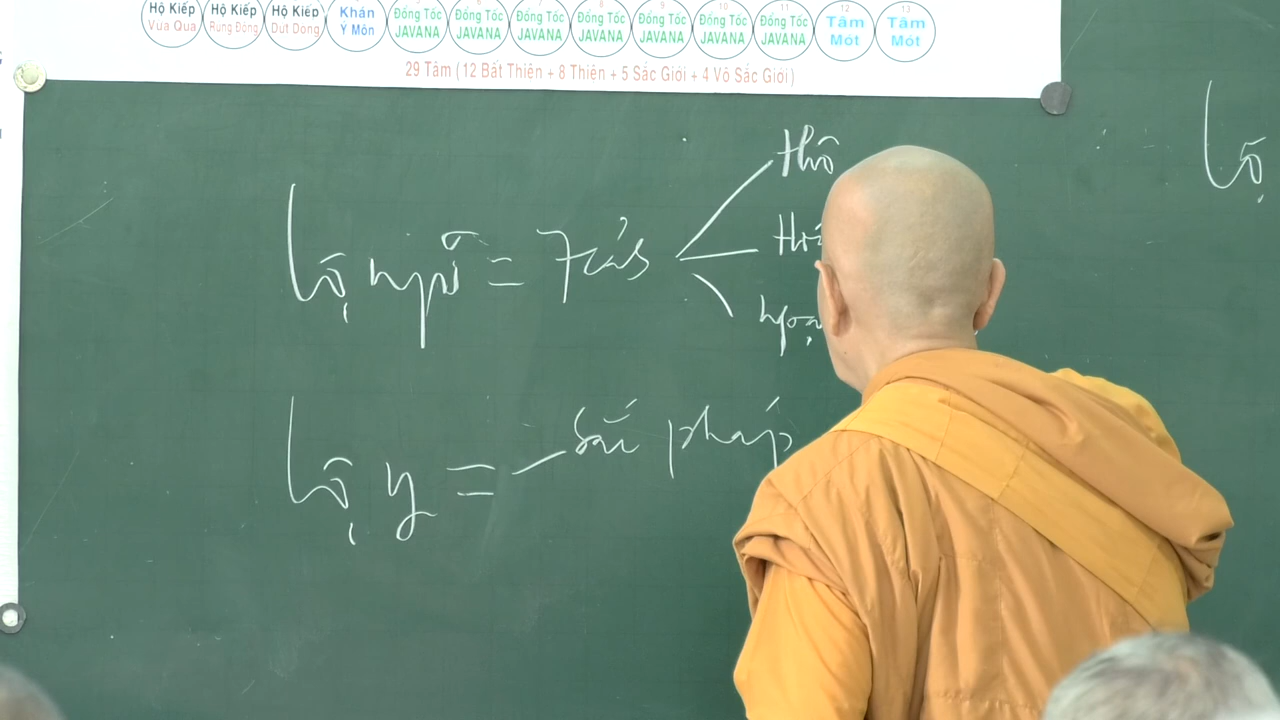 Hộ Kiếp Hộ Kiếp Hộ Kiếp Khán Đổng Tốc Đổng Tốc Đổng Tốc Đổng Tốc Đổng Tốc Đổng Tốc Đổng Tốc Tâm Tâm
Vừa Qua Rung Động Dứt Dòng Ý Môn JAVANA JAVANA JAVANA JAVANA JAVANA JAVANA JAVANA Mót Mót
29 Tâm (12 Bất Thiện + 8 Thiện + 5 Sắc Giới + 4 Vô Sắc Giới)
Thô
Lộ
Lộ ngũ = 7 cảnh
Lộ ý = sắc pháp